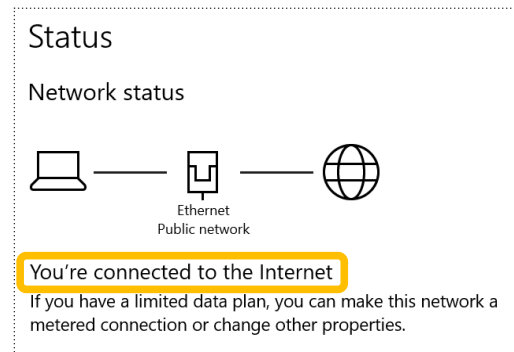 Status
Network status
Ethernet
Public network
You're connected to the Internet
If you have a limited data plan, you can make this network a
metered connection or change other properties.